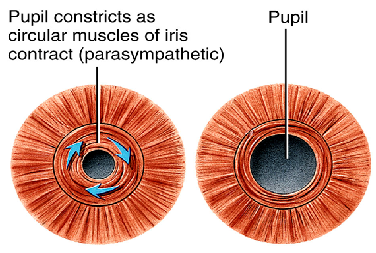 Pupil constricts as
circular muscles of iris
contract (parasympathetic)
Pupil